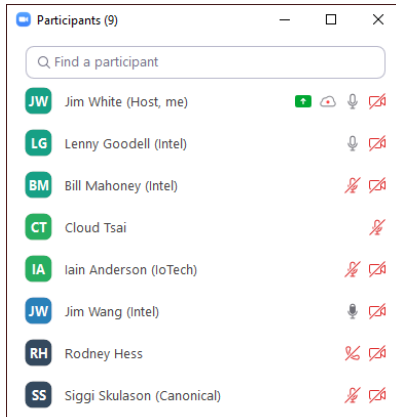 Participants (9)
Find a participant
JW Jim White (Host, me)
LG Lenny Goodell (Intel)
BM Bill Mahoney (Intel)
CT Cloud Tsai
IA Iain Anderson (IoTech)
JW Jim Wang (Intel)
RH Rodney Hess
SS Siggi Skulason (Canonical)